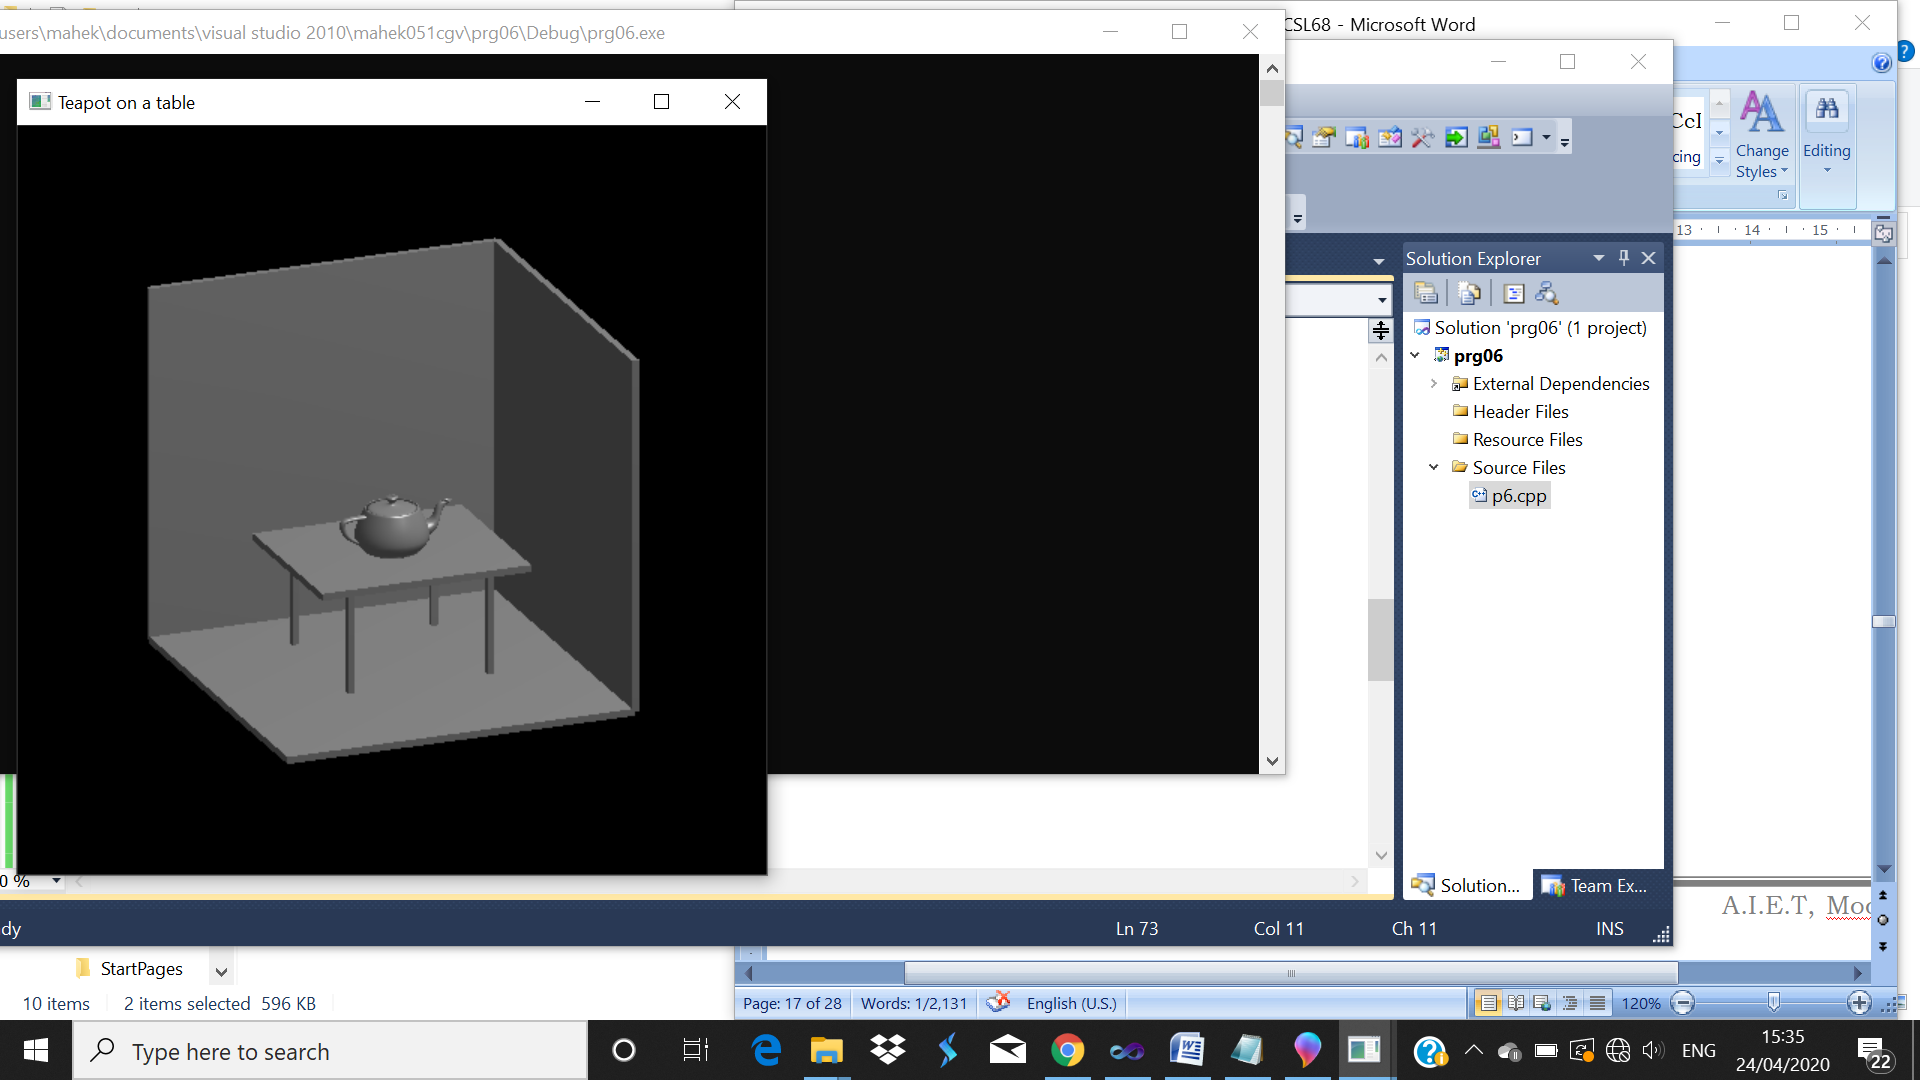 CSL68 - Microsoft Word
users\mahek\documents\visual studio 2010\mahek051cgv\prg06\Debug\prg06.exe
Teapot on a table
CcI
cing
Change
Styles
Editing
13
14
15
Solution Explorer
Solution 'prg06' (1 project)
prg06
External Dependencies
Header Files
Resource Files
Source Files
p6.cpp
Solution...
Team Ex...
0 %
A.I.E.T, Moo
dy
Ln 73
Col 11
Ch 11
INS
StartPages
10 items
2 items selected 596 KB
Page: 17 of 28
Words: 1/2,131
English (U.S.)
120%
Type here to search
ENG
15:35
24/04/2020
22